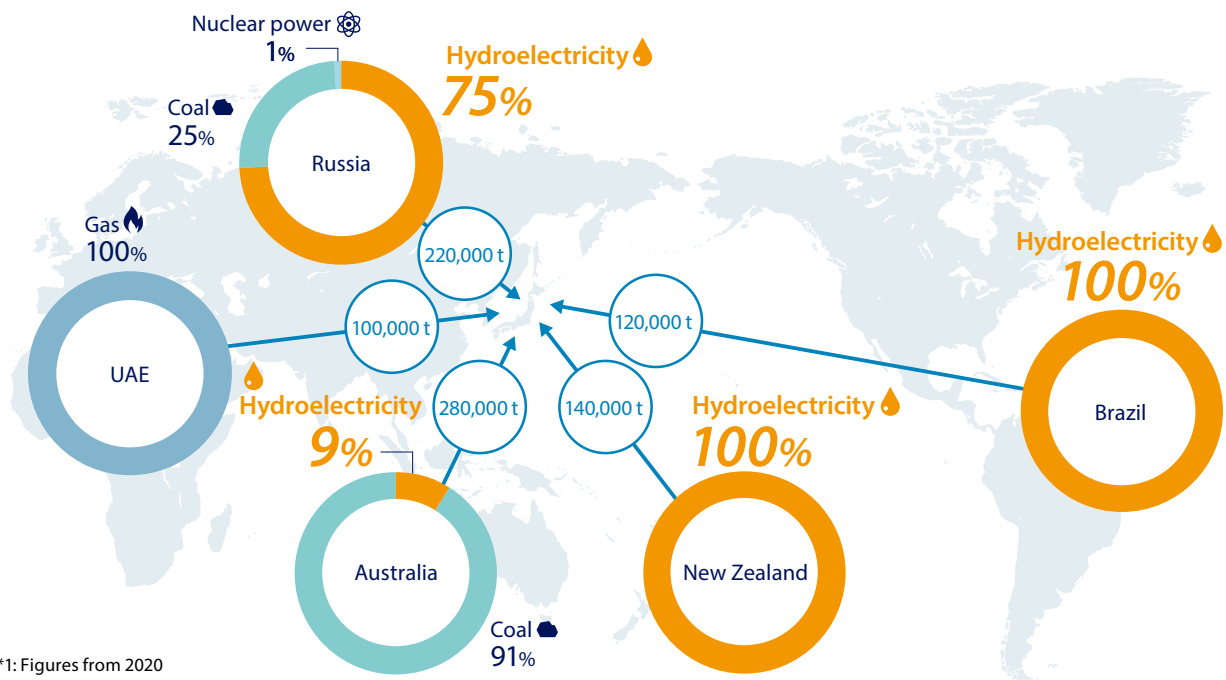 Nuclear power
1%
Hydroelectricity
75%
Coal
25%
Russia
Gas
100%
220,000 t
Hydroelectricity
100%
100,000 t
120,000 t
UAE
Hydroelectricity
9%
280,000 t
140,000 t
Hydroelectricity
100%
Brazil
Australia
New Zealand
Coal
91%
*1: Figures from 2020